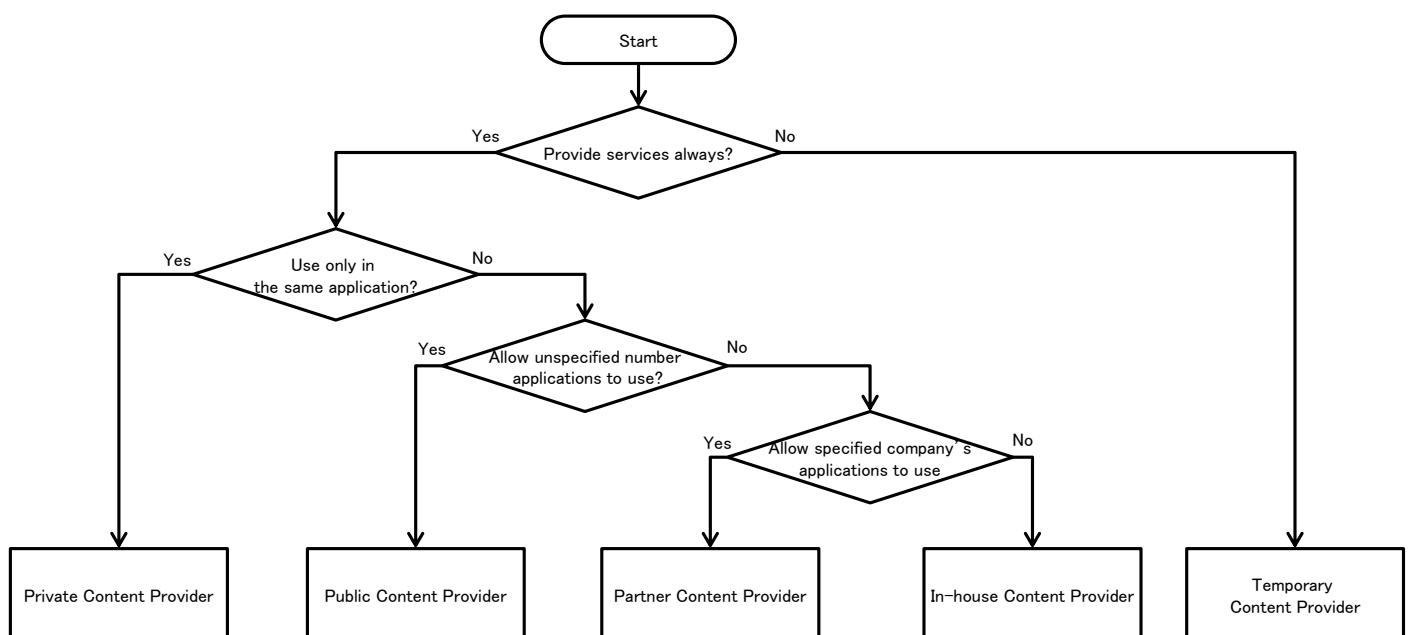 Start
Yes
No
Provide services always?
Yes
No
Use only in
the same application?
Yes
No
Allow unspecified number
applications to use?
Yes
No
Allow specified company's
applications to use
Private Content Provider
Public Content Provider
Partner Content Provider
In-house Content Provider
Temporary
Content Provider